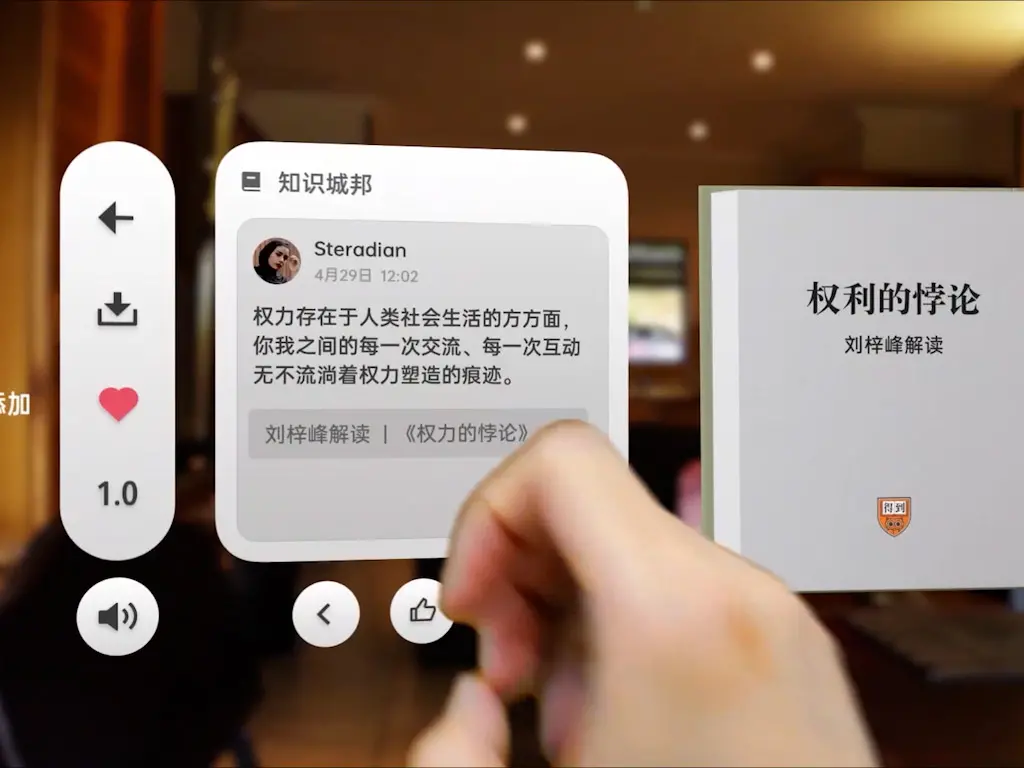 添加
1.0
知识城邦
Steradian
4月29日 12:02
权力存在于人类社会生活的方方面，
你我之间的每一次交流、每一次互动
无不流淌着权力塑造的痕迹。
刘梓峰解读 | 《权力的悖论》
权利的悖论
刘梓峰解读
得到